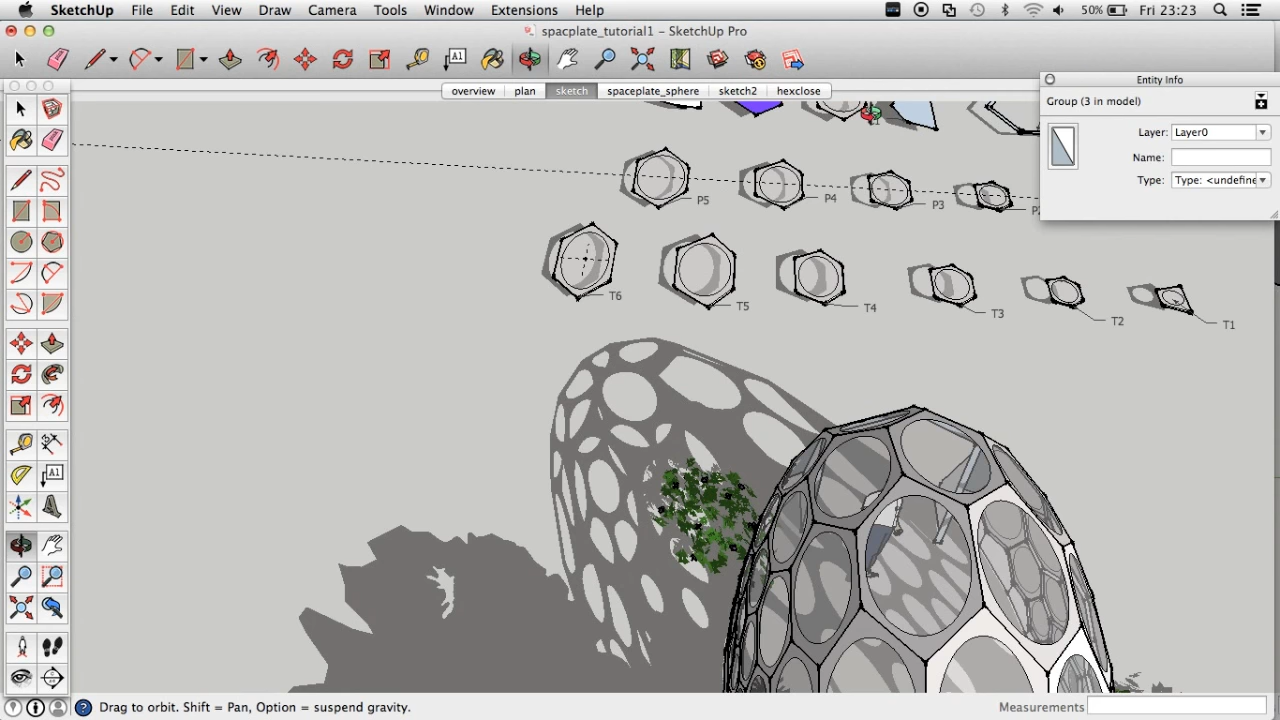 SketchUp File Edit View Draw Camera Tools Window Extensions Help 50% Fri 23:23
spacplate_tutorial1 – SketchUp Pro
A1
overview plan sketch spaceplate_sphere sketch2 hexclose
Entity Info
Group (3 in model)
Layer: Layer0
Name:
Type: Type: <undefine
P5 P4 P3
T6 T5 T4 T3 T2 T1
A1
Drag to orbit. Shift = Pan, Option = suspend gravity. Measurements